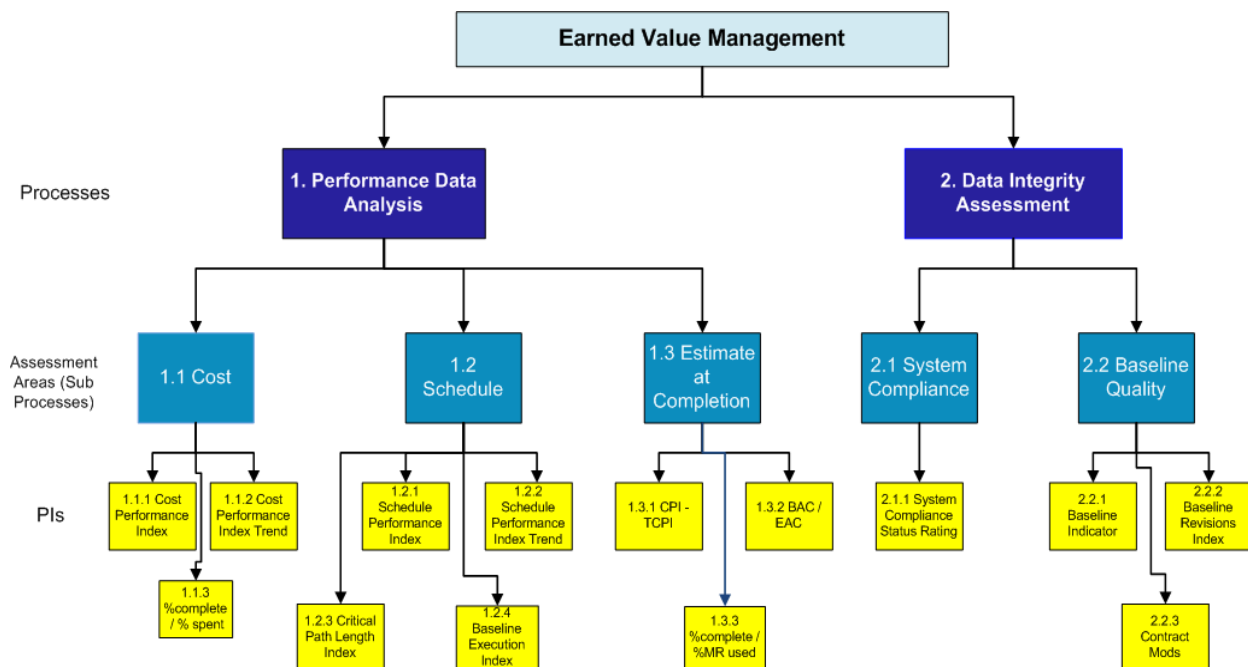 Earned Value Management
Processes
1. Performance Data
Analysis
2. Data Integrity
Assessment
Assessment
Areas (Sub
Processes)
1.1 Cost
1.2
Schedule
1.3 Estimate
at
Completion
2.1 System
Compliance
2.2 Baseline
Quality
PIs
1.1.1 Cost
Performance
Index
1.1.2 Cost
Performance
Index Trend
1.2.1
Schedule
Performance
Index
1.2.2
Schedule
Performance
Index Trend
1.3.1 CPI -
TCPI
1.3.2 BAC /
EAC
2.1.1 System
Compliance
Status Rating
2.2.1
Baseline
Indicator
2.2.2
Baseline
Revisions
Index
1.1.3
%complete
/ % spent
1.2.3 Critical
Path Length
Index
1.2.4
Baseline
Execution
Index
1.3.3
%complete /
%MR used
2.2.3
Contract
Mods